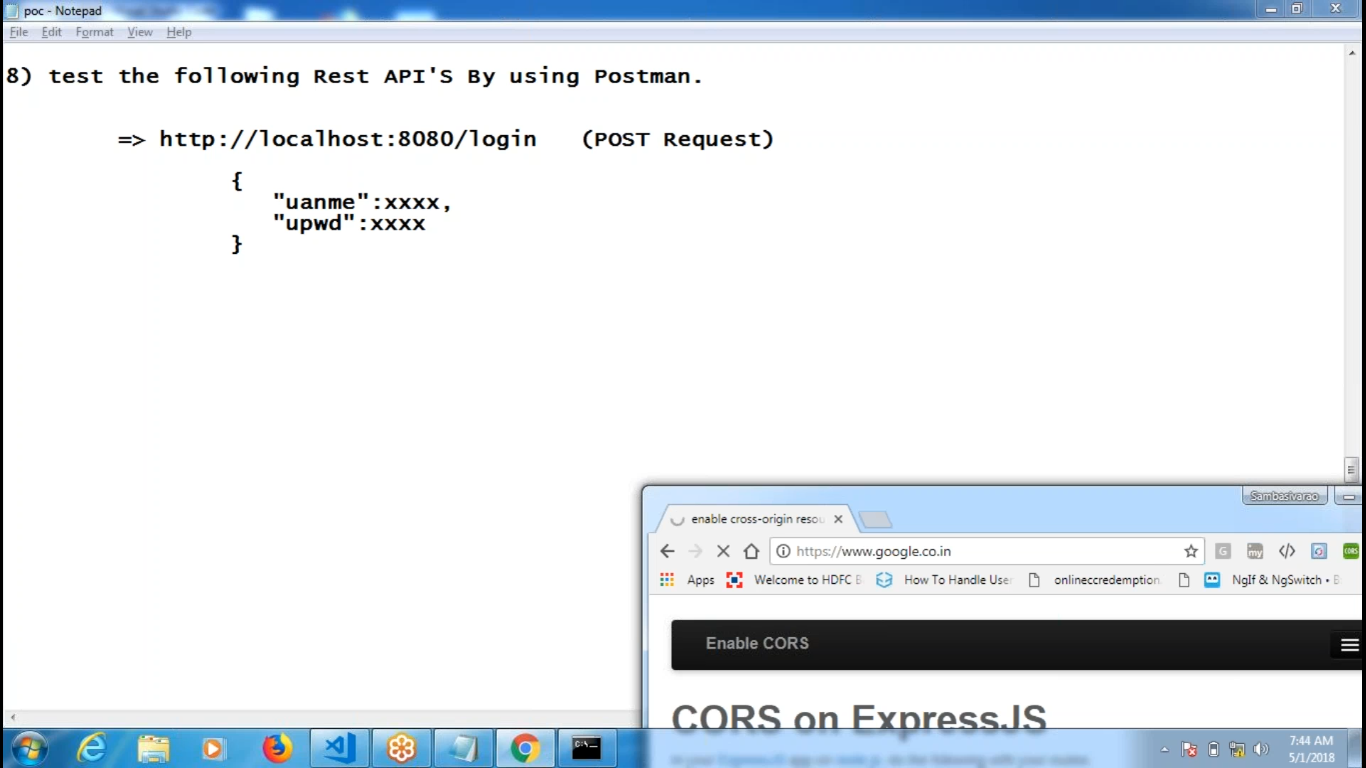 poc - Notepad
File Edit Format View Help
8) test the following Rest API'S By using Postman.
=> http://localhost:8080/login (POST Request)
{
"uanme":xxxx,
"upwd":xxxx
}
Sambasivarao
enable cross-origin resou
https://www.google.co.in
Apps Welcome to HDFC B How To Handle User onlineccredemption NgIf & NgSwitch • B
Enable CORS
CORS on ExpressJS
7:44 AM
5/1/2018